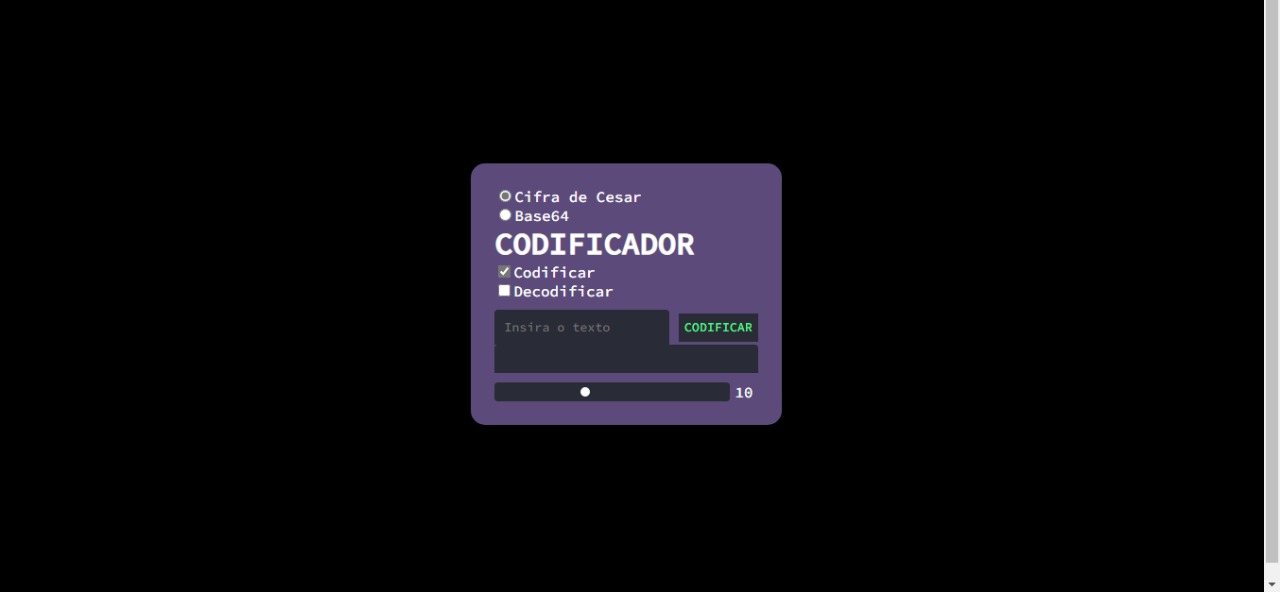 Cifra de Cesar
Base64
CODIFICADOR
Codificar
Decodificar
Insira o texto
CODIFICAR
10